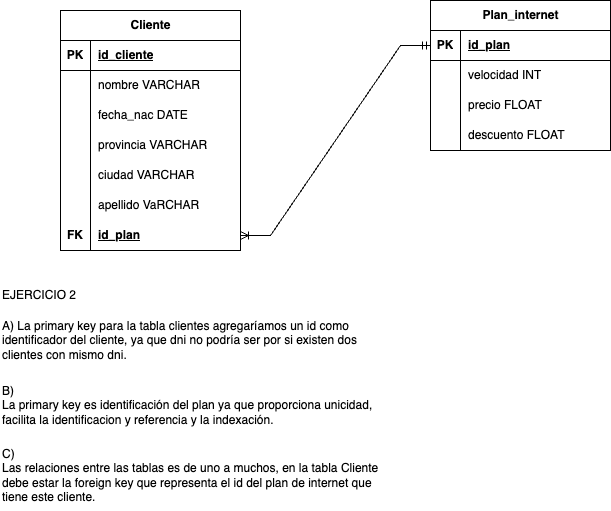 Cliente
PK id_cliente
nombre VARCHAR
fecha_nac DATE
provincia VARCHAR
ciudad VARCHAR
apellido VaRCHAR
FK id_plan
Plan_internet
PK id_plan
velocidad INT
precio FLOAT
descuento FLOAT
EJERCICIO 2
A) La primary key para la tabla clientes agregaríamos un id como
identificador del cliente, ya que dni no podría ser por si existen dos
clientes con mismo dni.
B)
La primary key es identificación del plan ya que proporciona unicidad,
facilita la identificacion y referencia y la indexación.
C)
Las relaciones entre las tablas es de uno a muchos, en la tabla Cliente
debe estar la foreign key que representa el id del plan de internet que
tiene este cliente.